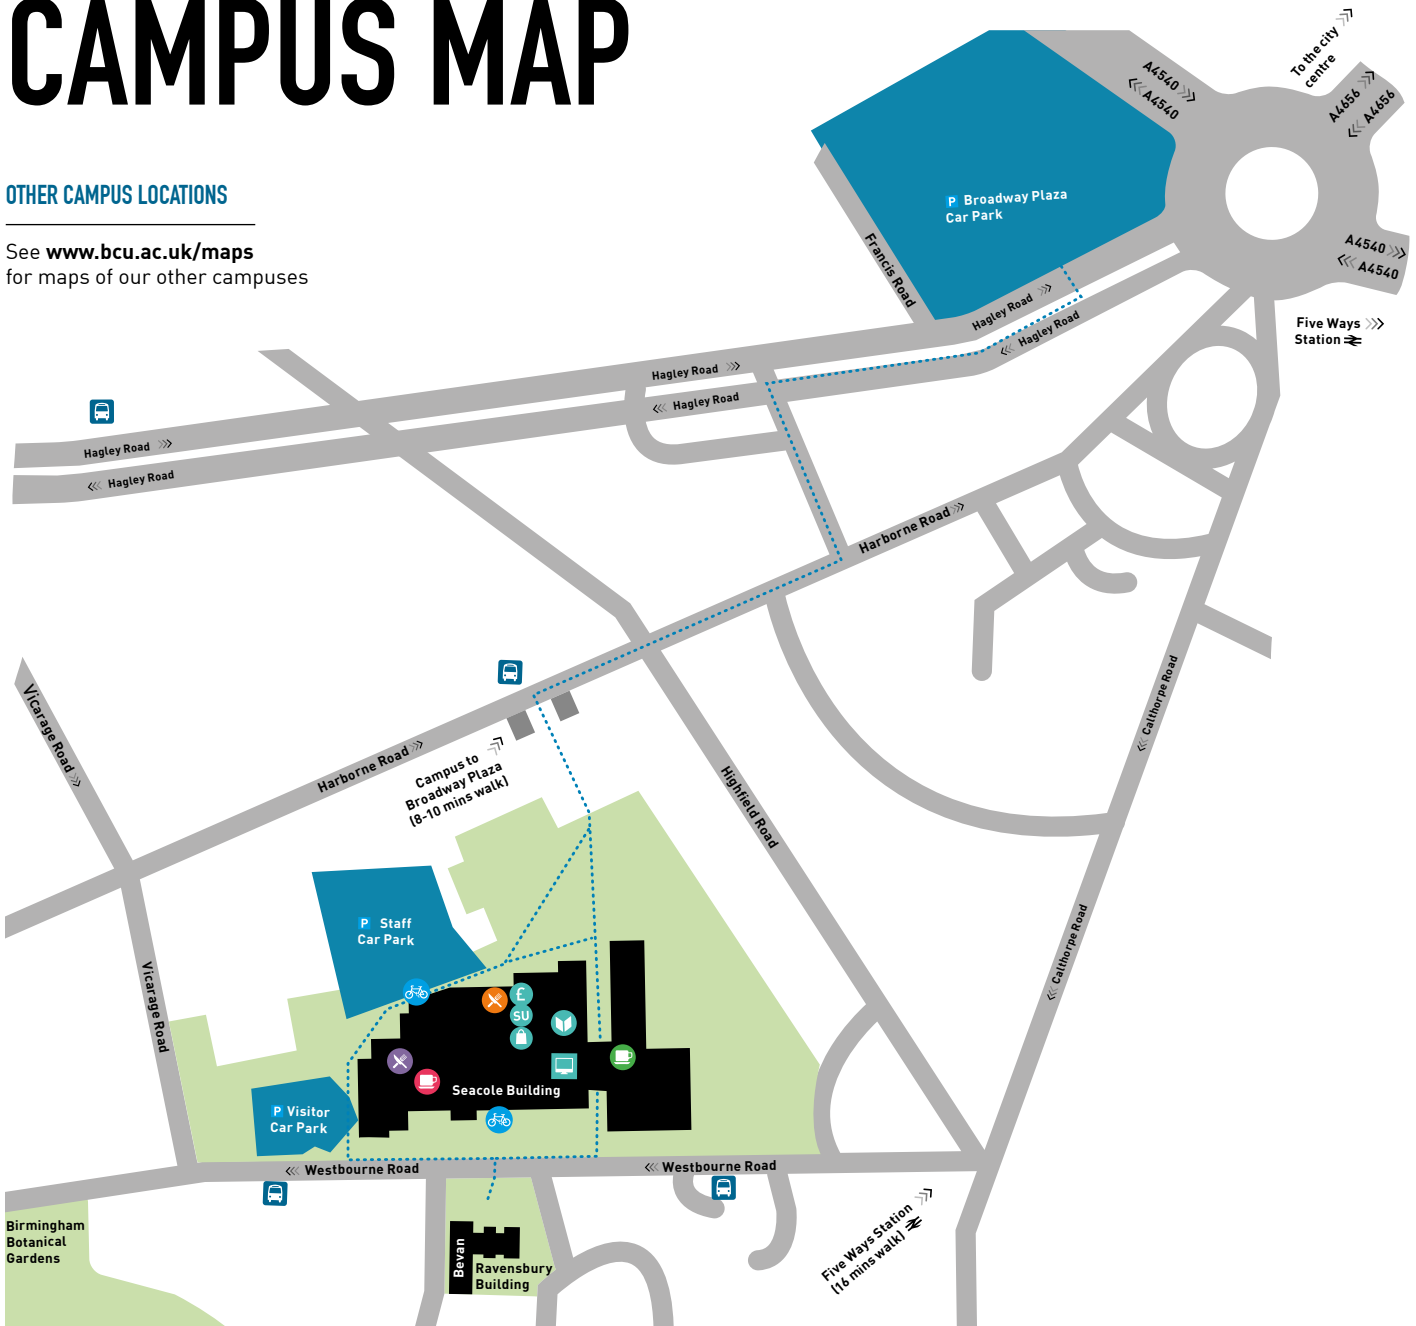 CAMPUS MAP
OTHER CAMPUS LOCATIONS
See www.bcu.ac.uk/maps
for maps of our other campuses
To the city
centre
A4540
A4540
A4656
A4656
P Broadway Plaza
Car Park
A4540
A4540
Francis Road
Hagley Road
Hagley Road
Five Ways
Station
Hagley Road
Hagley Road
Hagley Road
Hagley Road
Harborne Road
Calthorpe Road
Vicarage Road
Harborne Road
Campus to
Broadway Plaza
(8-10 mins walk)
Highfield Road
P Staff
Car Park
Calthorpe Road
Vicarage Road
£
SU
Seacole Building
P Visitor
Car Park
Westbourne Road
Westbourne Road
Birmingham
Botanical
Gardens
Bevan
Ravensbury
Building
Five Ways Station
(16 mins walk)